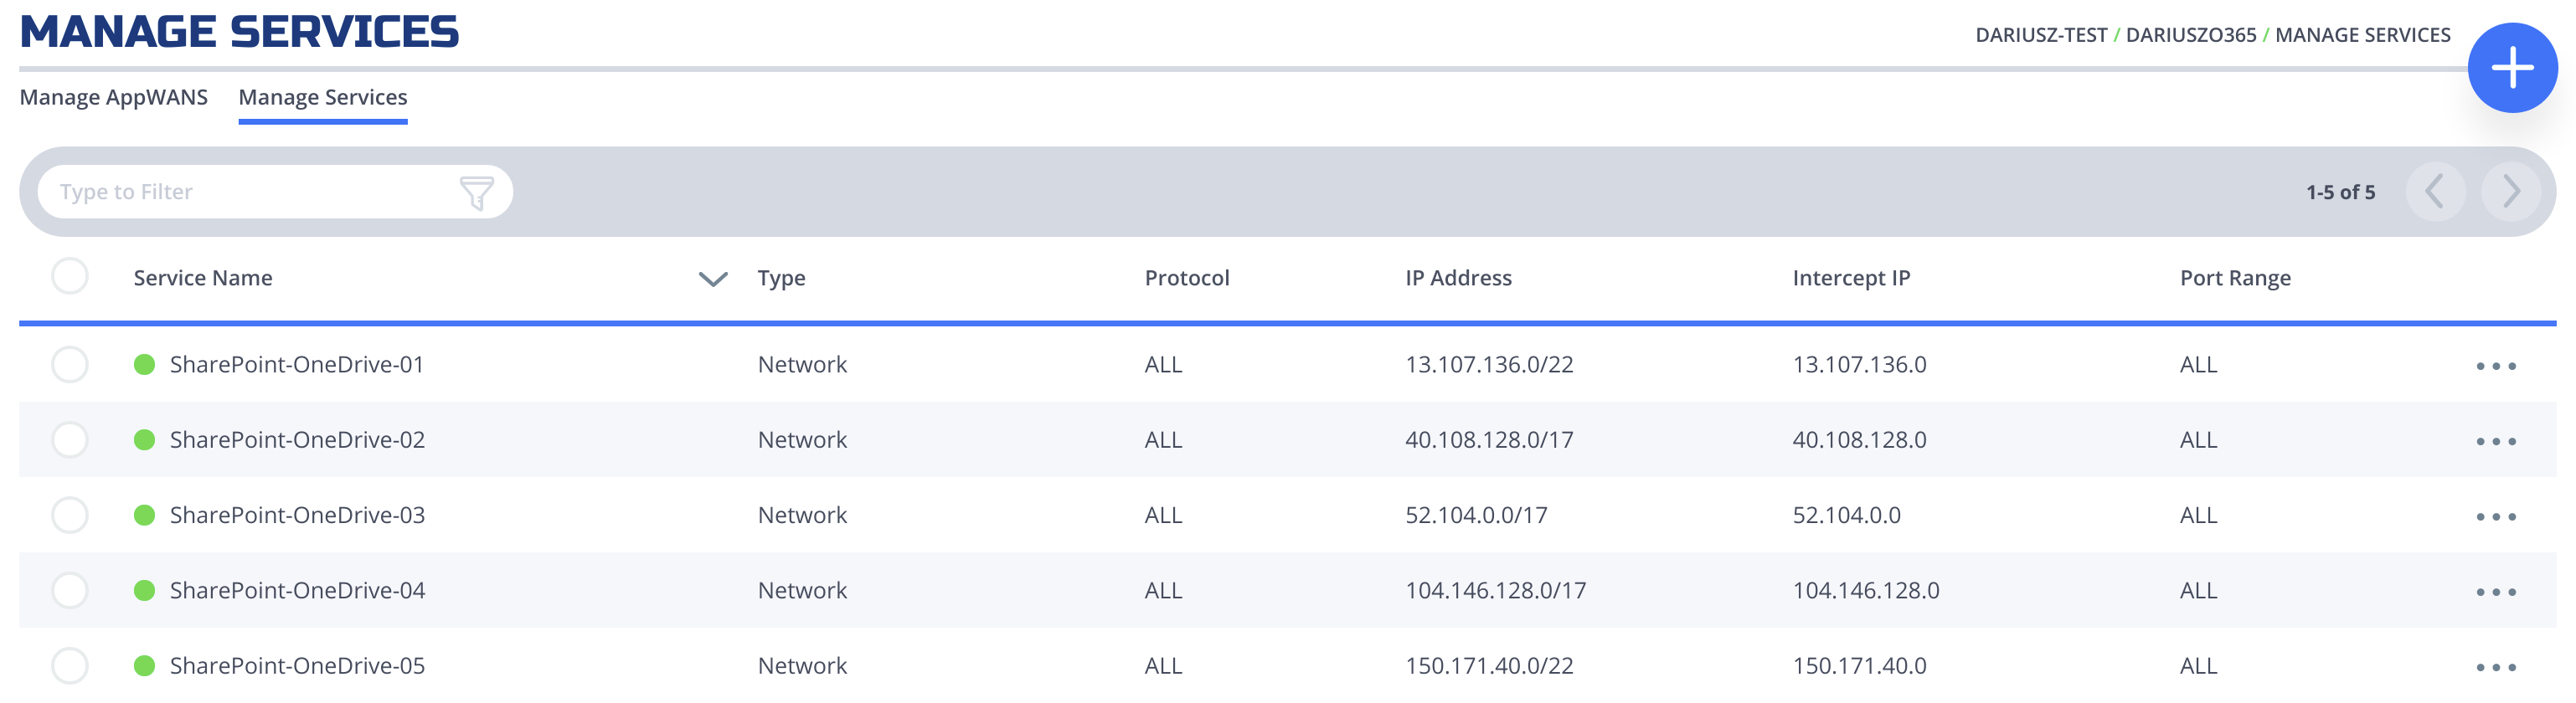 MANAGE SERVICES
DARIUSZ-TEST / DARIUSZO365 / MANAGE SERVICES
Manage AppWANS Manage Services
Type to Filter 1-5 of 5
Service Name Type Protocol IP Address Intercept IP Port Range
SharePoint-OneDrive-01 Network ALL 13.107.136.0/22 13.107.136.0 ALL
SharePoint-OneDrive-02 Network ALL 40.108.128.0/17 40.108.128.0 ALL
SharePoint-OneDrive-03 Network ALL 52.104.0.0/17 52.104.0.0 ALL
SharePoint-OneDrive-04 Network ALL 104.146.128.0/17 104.146.128.0 ALL
SharePoint-OneDrive-05 Network ALL 150.171.40.0/22 150.171.40.0 ALL